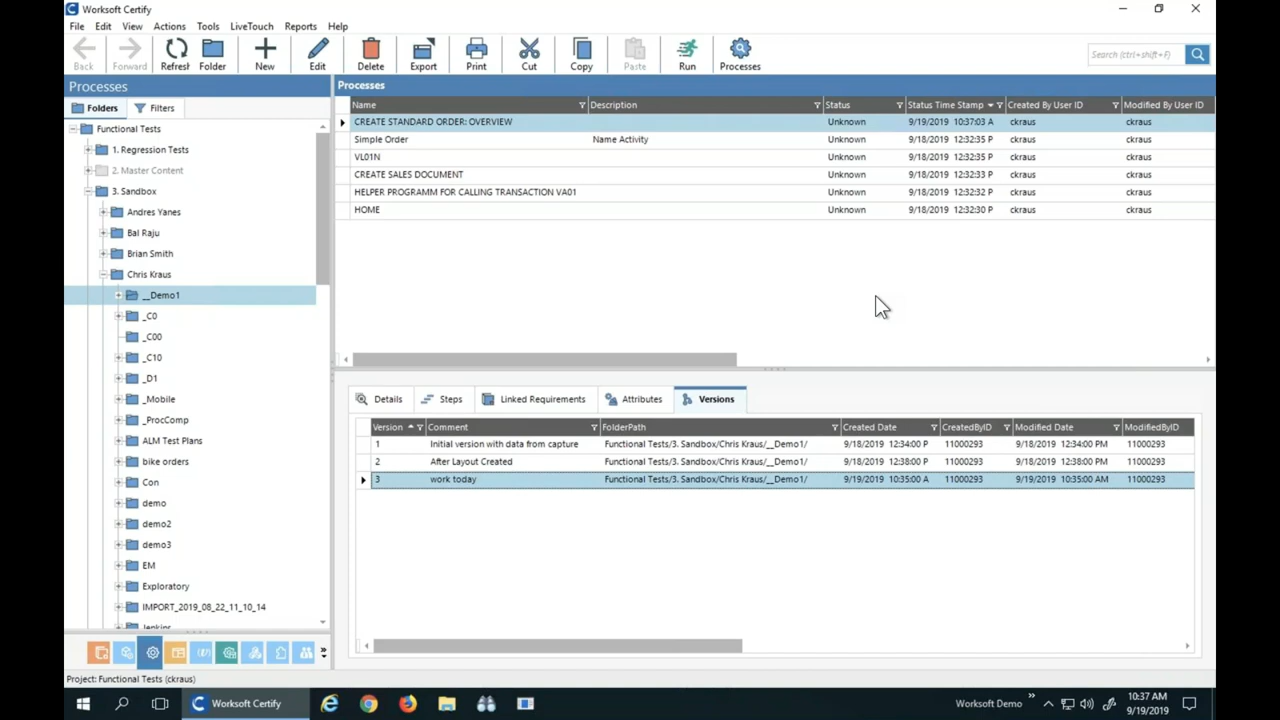 Worksoft Certify
File Edit View Actions Tools LiveTouch Reports Help
Back Forward Refresh Folder New Edit Delete Export Print Cut Copy Paste Run Processes Search (ctrl+shift+F)
Processes
Folders Filters
Functional Tests
1. Regression Tests
2. Master Content
3. Sandbox
Andres Yanes
Bal Raju
Brian Smith
Chris Kraus
__Demo1
_C0
_C00
_C10
_D1
_Mobile
_ProcComp
ALM Test Plans
bike orders
Con
demo
demo2
demo3
EM
Exploratory
IMPORT_2019_08_22_11_10_14
Jenkins
Processes
Name Description Status Status Time Stamp Created By User ID Modified By User ID
CREATE STANDARD ORDER: OVERVIEW Unknown 9/19/2019 10:37:03 A ckraus ckraus
Simple Order Name Activity Unknown 9/18/2019 12:32:35 P ckraus ckraus
VL01N Unknown 9/18/2019 12:32:35 P ckraus ckraus
CREATE SALES DOCUMENT Unknown 9/18/2019 12:32:33 P ckraus ckraus
HELPER PROGRAMM FOR CALLING TRANSACTION VA01 Unknown 9/18/2019 12:32:32 P ckraus ckraus
HOME Unknown 9/18/2019 12:32:30 P ckraus ckraus
Details Steps Linked Requirements Attributes Versions
Version Comment FolderPath Created Date CreatedByID Modified Date ModifiedByID
1 Initial version with data from capture Functional Tests/3. Sandbox/Chris Kraus/__Demo1/ 9/18/2019 12:34:00 P 11000293 9/18/2019 12:34:00 PM 11000293
2 After Layout Created Functional Tests/3. Sandbox/Chris Kraus/__Demo1/ 9/18/2019 12:38:00 P 11000293 9/18/2019 12:38:00 PM 11000293
3 work today Functional Tests/3. Sandbox/Chris Kraus/__Demo1/ 9/19/2019 10:35:00 A 11000293 9/19/2019 10:35:00 AM 11000293
Project: Functional Tests (ckraus)
Worksoft Certify Worksoft Demo 10:37 AM
9/19/2019